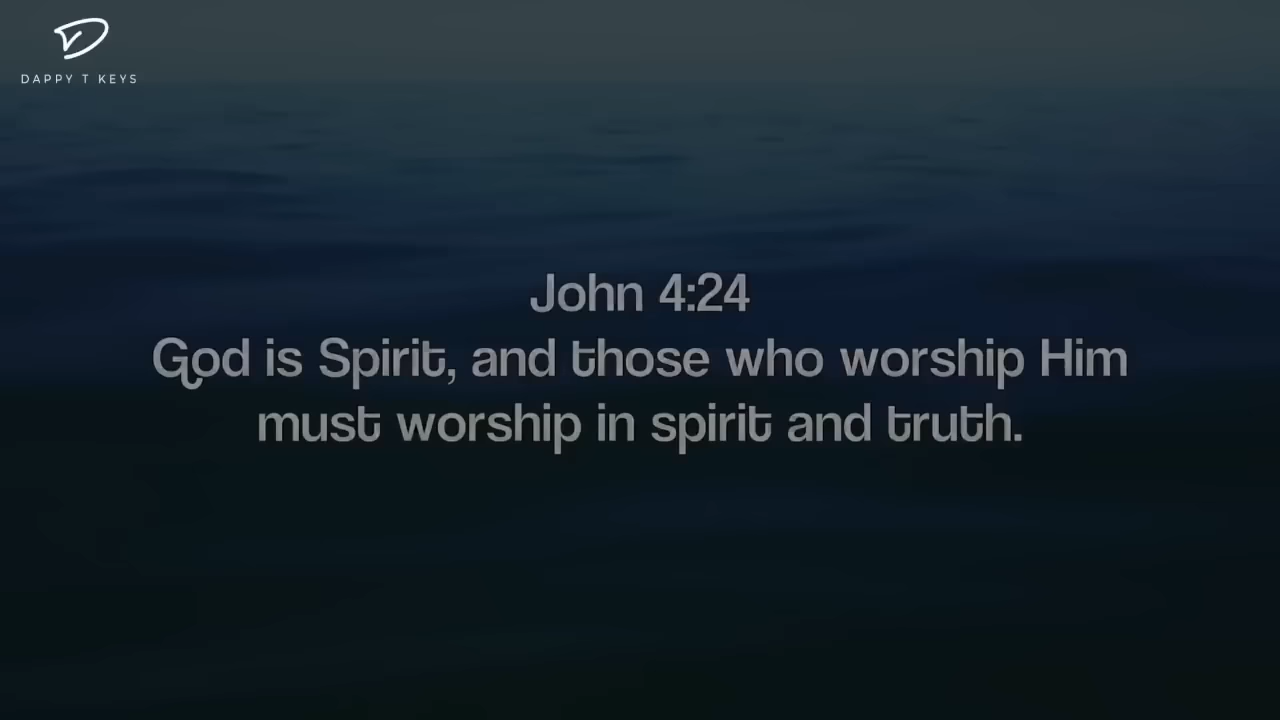 DAPPY T KEYS
John 4:24
God is Spirit, and those who worship Him
must worship in spirit and truth.